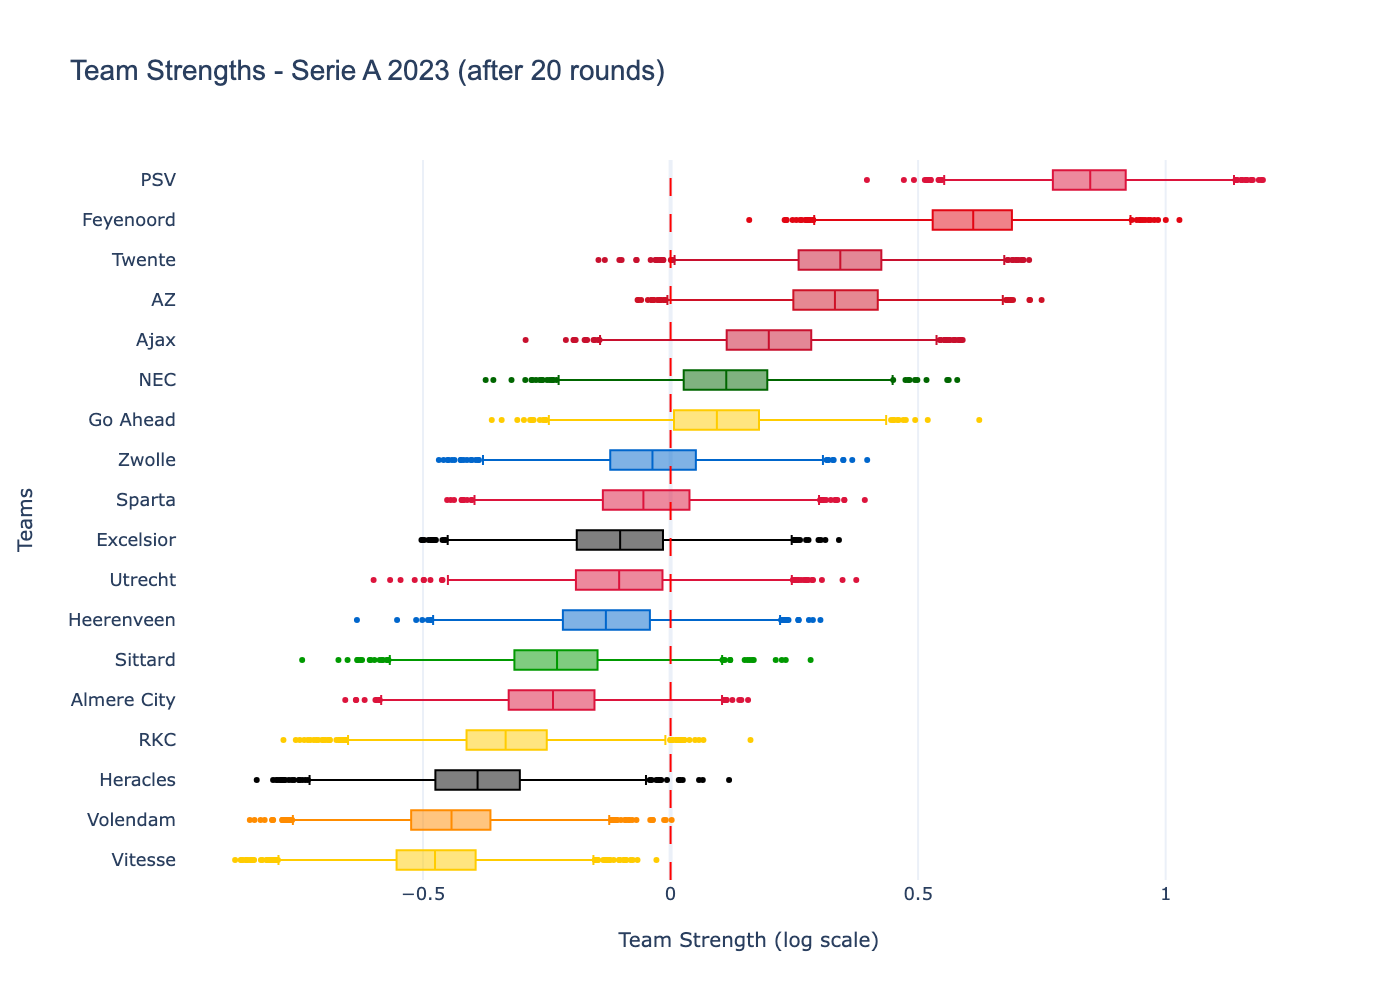 Team Strengths - Serie A 2023 (after 20 rounds)
PSV
Feyenoord
Twente
AZ
Ajax
NEC
Go Ahead
Zwolle
Sparta
Excelsior
Utrecht
Heerenveen
Sittard
Almere City
RKC
Heracles
Volendam
Vitesse
Teams
−0.5 0 0.5 1
Team Strength (log scale)